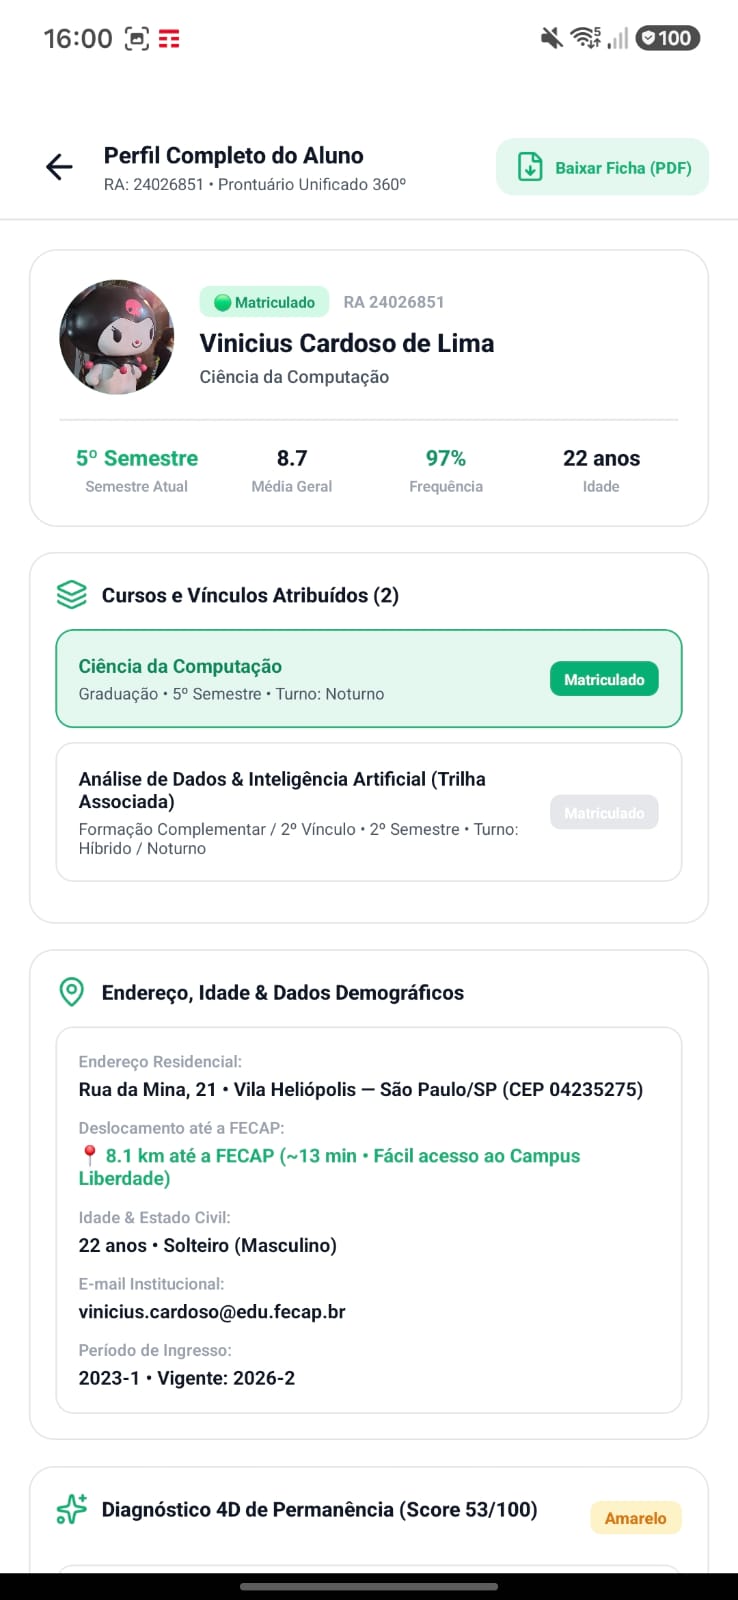 16:00
5
100
Perfil Completo do Aluno
RA: 24026851 • Prontuário Unificado 360º
Baixar Ficha (PDF)
Matriculado
RA 24026851
Vinicius Cardoso de Lima
Ciência da Computação
5º Semestre
Semestre Atual
8.7
Média Geral
97%
Frequência
22 anos
Idade
Cursos e Vínculos Atribuídos (2)
Ciência da Computação
Graduação • 5º Semestre • Turno: Noturno
Matriculado
Análise de Dados & Inteligência Artificial (Trilha
Associada)
Formação Complementar / 2º Vínculo • 2º Semestre • Turno:
Híbrido / Noturno
Matriculado
Endereço, Idade & Dados Demográficos
Endereço Residencial:
Rua da Mina, 21 • Vila Heliópolis — São Paulo/SP (CEP 04235275)
Deslocamento até a FECAP:
📍 8.1 km até a FECAP (~13 min • Fácil acesso ao Campus
Liberdade)
Idade & Estado Civil:
22 anos • Solteiro (Masculino)
E-mail Institucional:
vinicius.cardoso@edu.fecap.br
Período de Ingresso:
2023-1 • Vigente: 2026-2
Diagnóstico 4D de Permanência (Score 53/100)
Amarelo